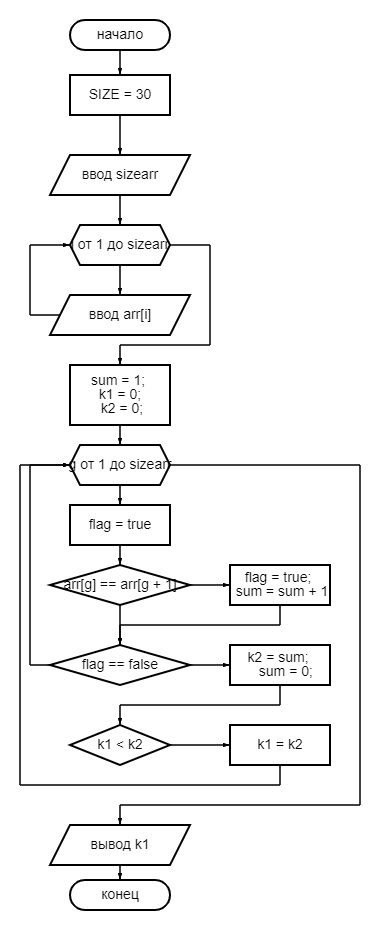 начало
SIZE = 30
ввод sizearr
от 1 до sizearr
ввод arr[i]
sum = 1;
k1 = 0;
k2 = 0;
g от 1 до sizearr
flag = true
arr[g] == arr[g + 1]
flag = true;
sum = sum + 1
flag == false
k2 = sum;
sum = 0;
k1 < k2
k1 = k2
вывод k1
конец